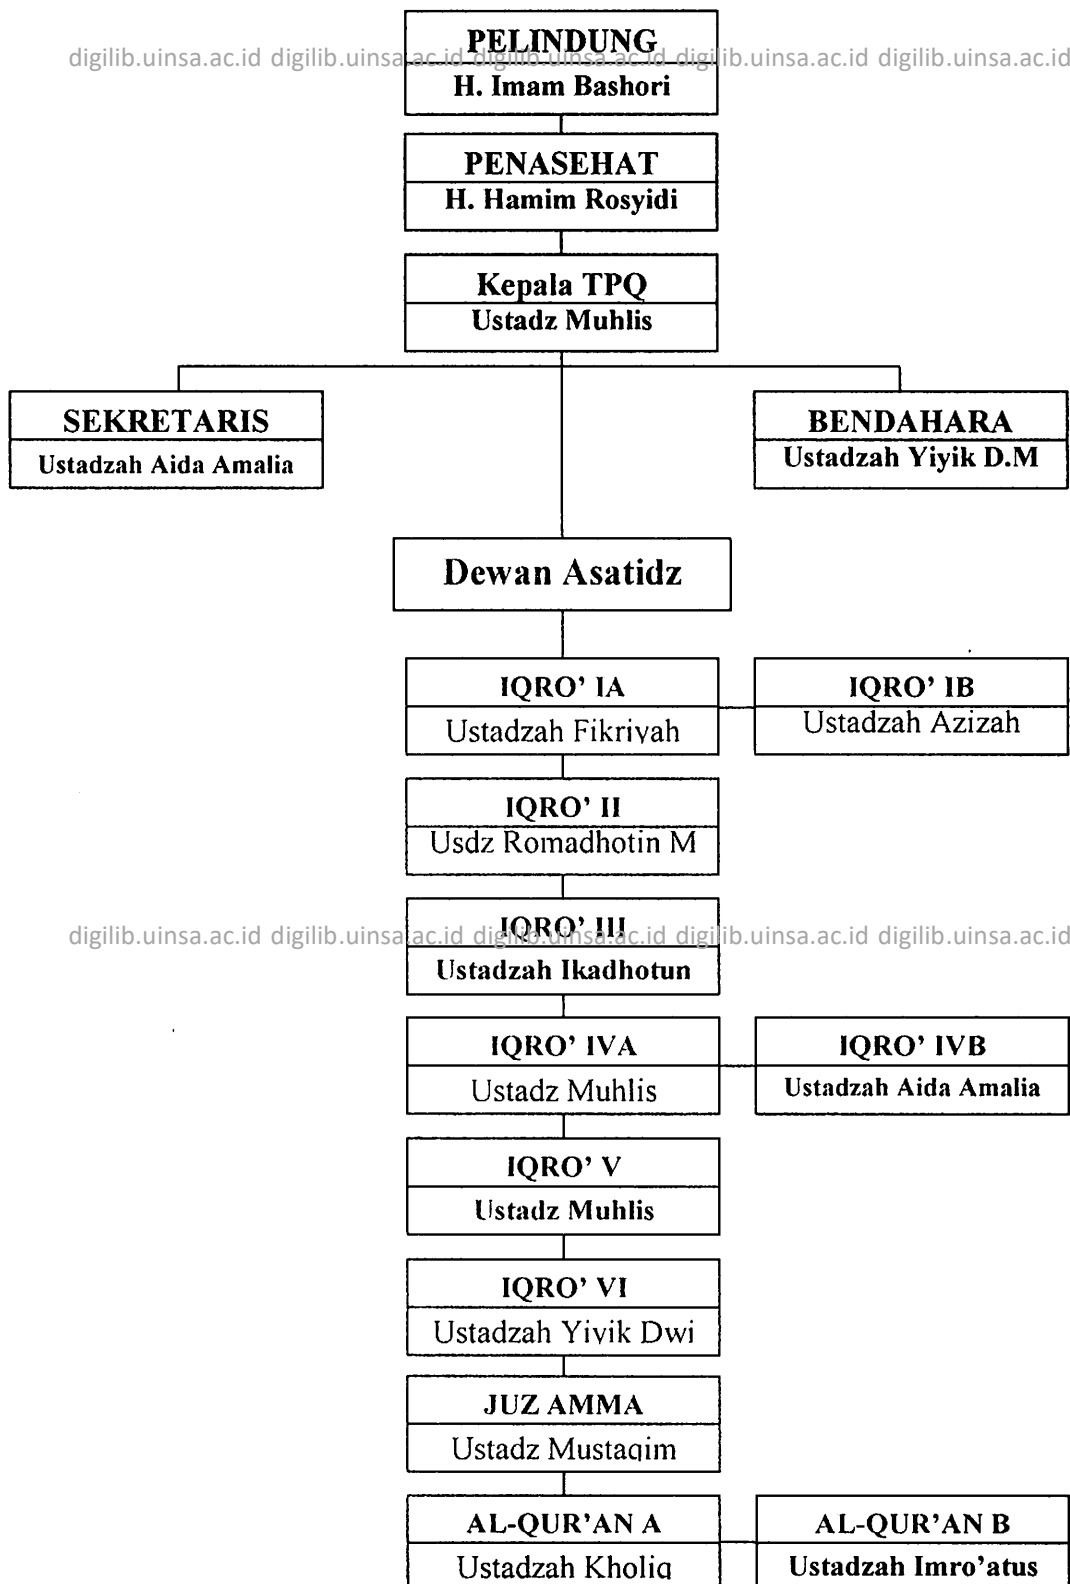 PELINDUNG
digilib.uinsa.ac.id digilib.uinsa.ac.id digilib.uinsa.ac.id digilib.uinsa.ac.id digilib.uinsa.ac.id
H. Imam Bashori
PENASEHAT
H. Hamim Rosyidi
Kepala TPQ
Ustadz Muhlis
SEKRETARIS
Ustadzah Aida Amalia
BENDAHARA
Ustadzah Yiyik D.M
Dewan Asatidz
IQRO’ IA
Ustadzah Fikriyah
IQRO’ IB
Ustadzah Azizah
IQRO’ II
Usdz Romadhotin M
IQRO’ III
digilib.uinsa.ac.id digilib.uinsa.ac.id digilib.uinsa.ac.id digilib.uinsa.ac.id digilib.uinsa.ac.id
Ustadzah Ikadhotun
IQRO’ IVA
Ustadz Muhlis
IQRO’ IVB
Ustadzah Aida Amalia
IQRO’ V
Ustadz Muhlis
IQRO’ VI
Ustadzah Yiyik Dwi
JUZ AMMA
Ustadz Mustaqim
AL-QUR’AN A
Ustadzah Kholiq
AL-QUR’AN B
Ustadzah Imro’atus